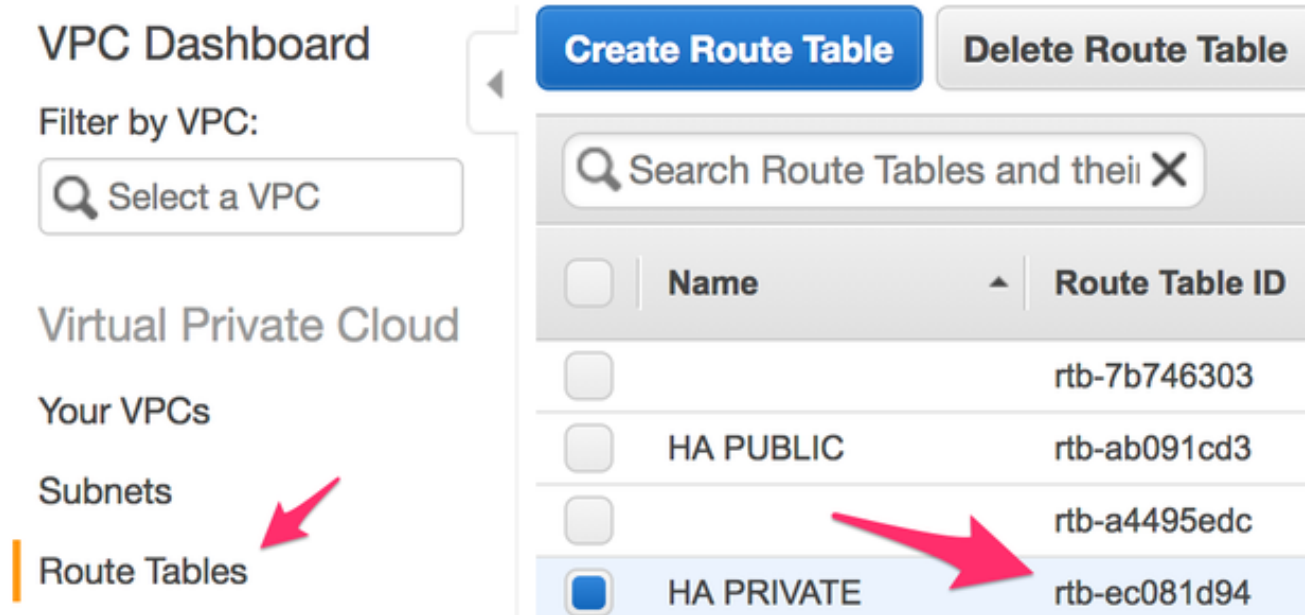 VPC Dashboard
Filter by VPC:
Select a VPC
Virtual Private Cloud
Your VPCs
Subnets
Route Tables
Create Route Table
Delete Route Table
Search Route Tables and their
Name
Route Table ID
rtb-7b746303
HA PUBLIC
rtb-ab091cd3
rtb-a4495edc
HA PRIVATE
rtb-ec081d94